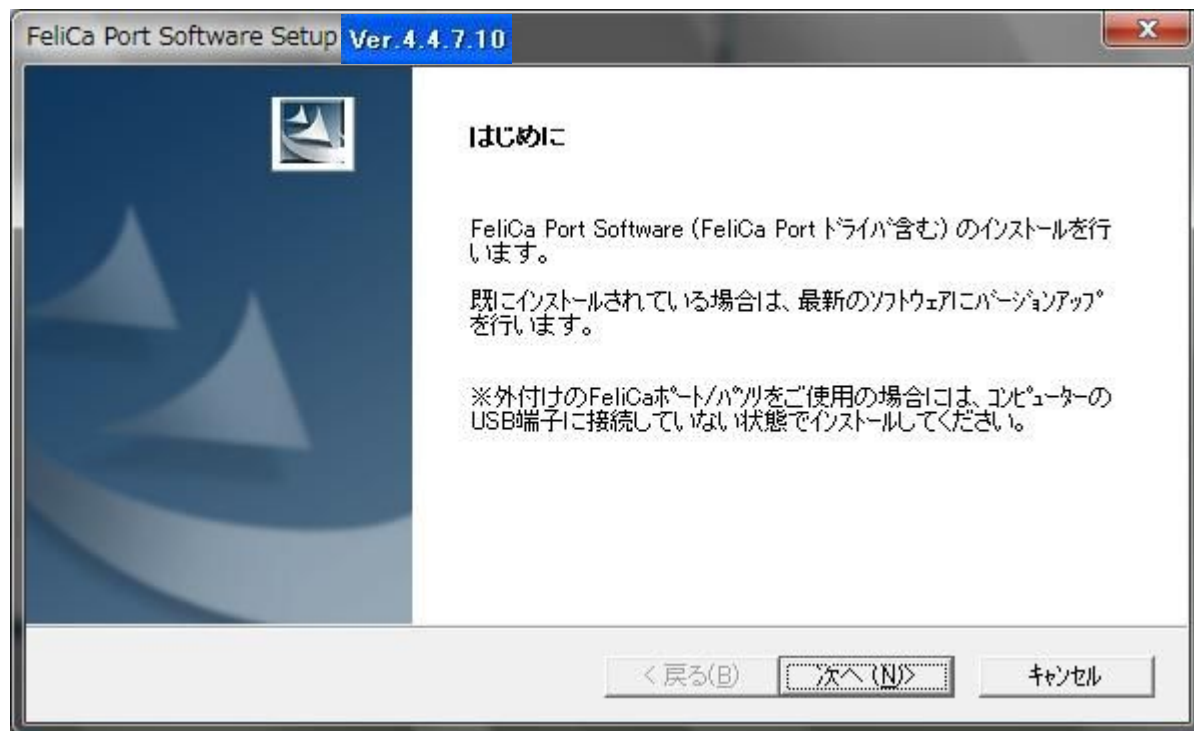 FeliCa Port Software Setup Ver.4.4.7.10
はじめに
FeliCa Port Software (FeliCa Port ﾄﾞﾗｲﾊﾞ含む) のｲﾝｽﾄｰﾙを行
います。
既にｲﾝｽﾄｰﾙされている場合は、最新のｿﾌﾄｳｪｱにﾊﾞｰｼﾞｮﾝｱｯﾌﾟ
を行います。
※外付けのFeliCaﾎﾟｰﾄ/ﾊﾟｿﾘをご使用の場合には、ｺﾝﾋﾟｭｰﾀｰの
USB端子に接続していない状態でｲﾝｽﾄｰﾙしてください。
< 戻る(B) 次へ(N)> ｷｬﾝｾﾙ